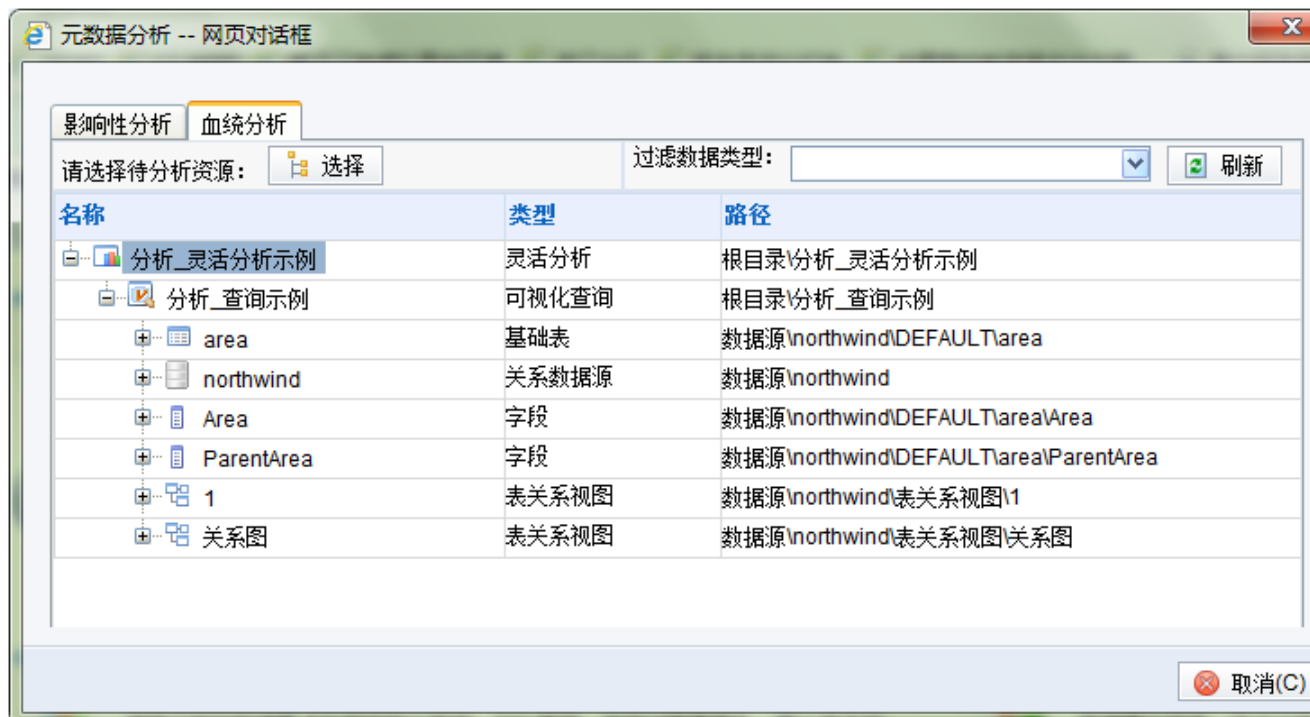 元数据分析 -- 网页对话框
影响性分析 血统分析
请选择待分析资源: 选择 过滤数据类型: 刷新
名称 类型 路径
分析_灵活分析示例 灵活分析 根目录\分析_灵活分析示例
分析_查询示例 可视化查询 根目录\分析_查询示例
area 基础表 数据源\northwind\DEFAULT\area
northwind 关系数据源 数据源\northwind
Area 字段 数据源\northwind\DEFAULT\area\Area
ParentArea 字段 数据源\northwind\DEFAULT\area\ParentArea
1 表关系视图 数据源\northwind\表关系视图\1
关系图 表关系视图 数据源\northwind\表关系视图\关系图
取消(C)